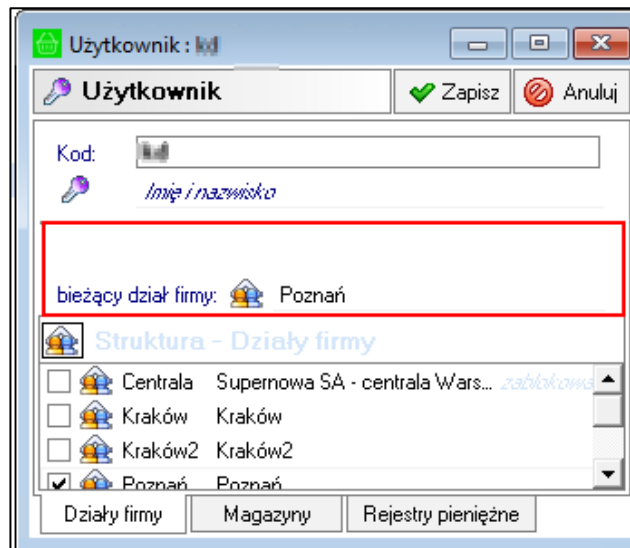 Użytkownik :
Użytkownik
Zapisz
Anuluj
Kod:
Imię i nazwisko
bieżący dział firmy: Poznań
Struktura - Działy firmy
Centrala Supernowa SA - centrala Wars...
Kraków Kraków
Kraków2 Kraków2
Poznań Poznań
Działy firmy Magazyny Rejestry pieniężne